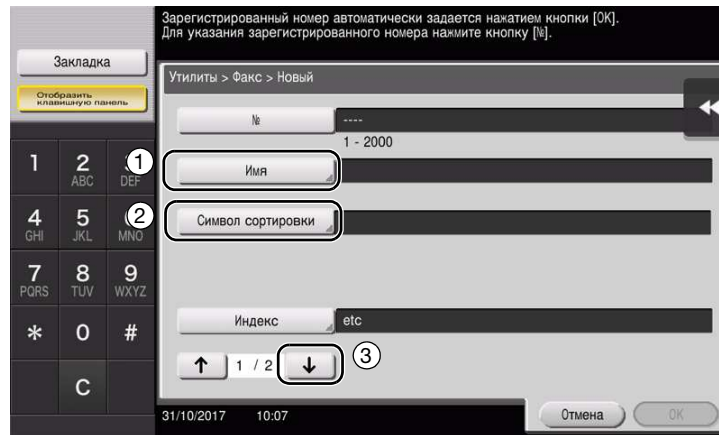 Зарегистрированный номер автоматически задается нажатием кнопки [OK].
Для указания зарегистрированного номера нажмите кнопку [№].
Закладка
Отобразить
клавишную панель
Утилиты > Факс > Новый
№
----
1 - 2000
1
2
ABC
DEF
1
Имя
4
GHI
5
JKL
MNO
2
Символ сортировки
7
PQRS
8
TUV
9
WXYZ
Индекс
etc
*
0
#
↑
1 / 2
↓
3
C
31/10/2017 10:07
Отмена
OK